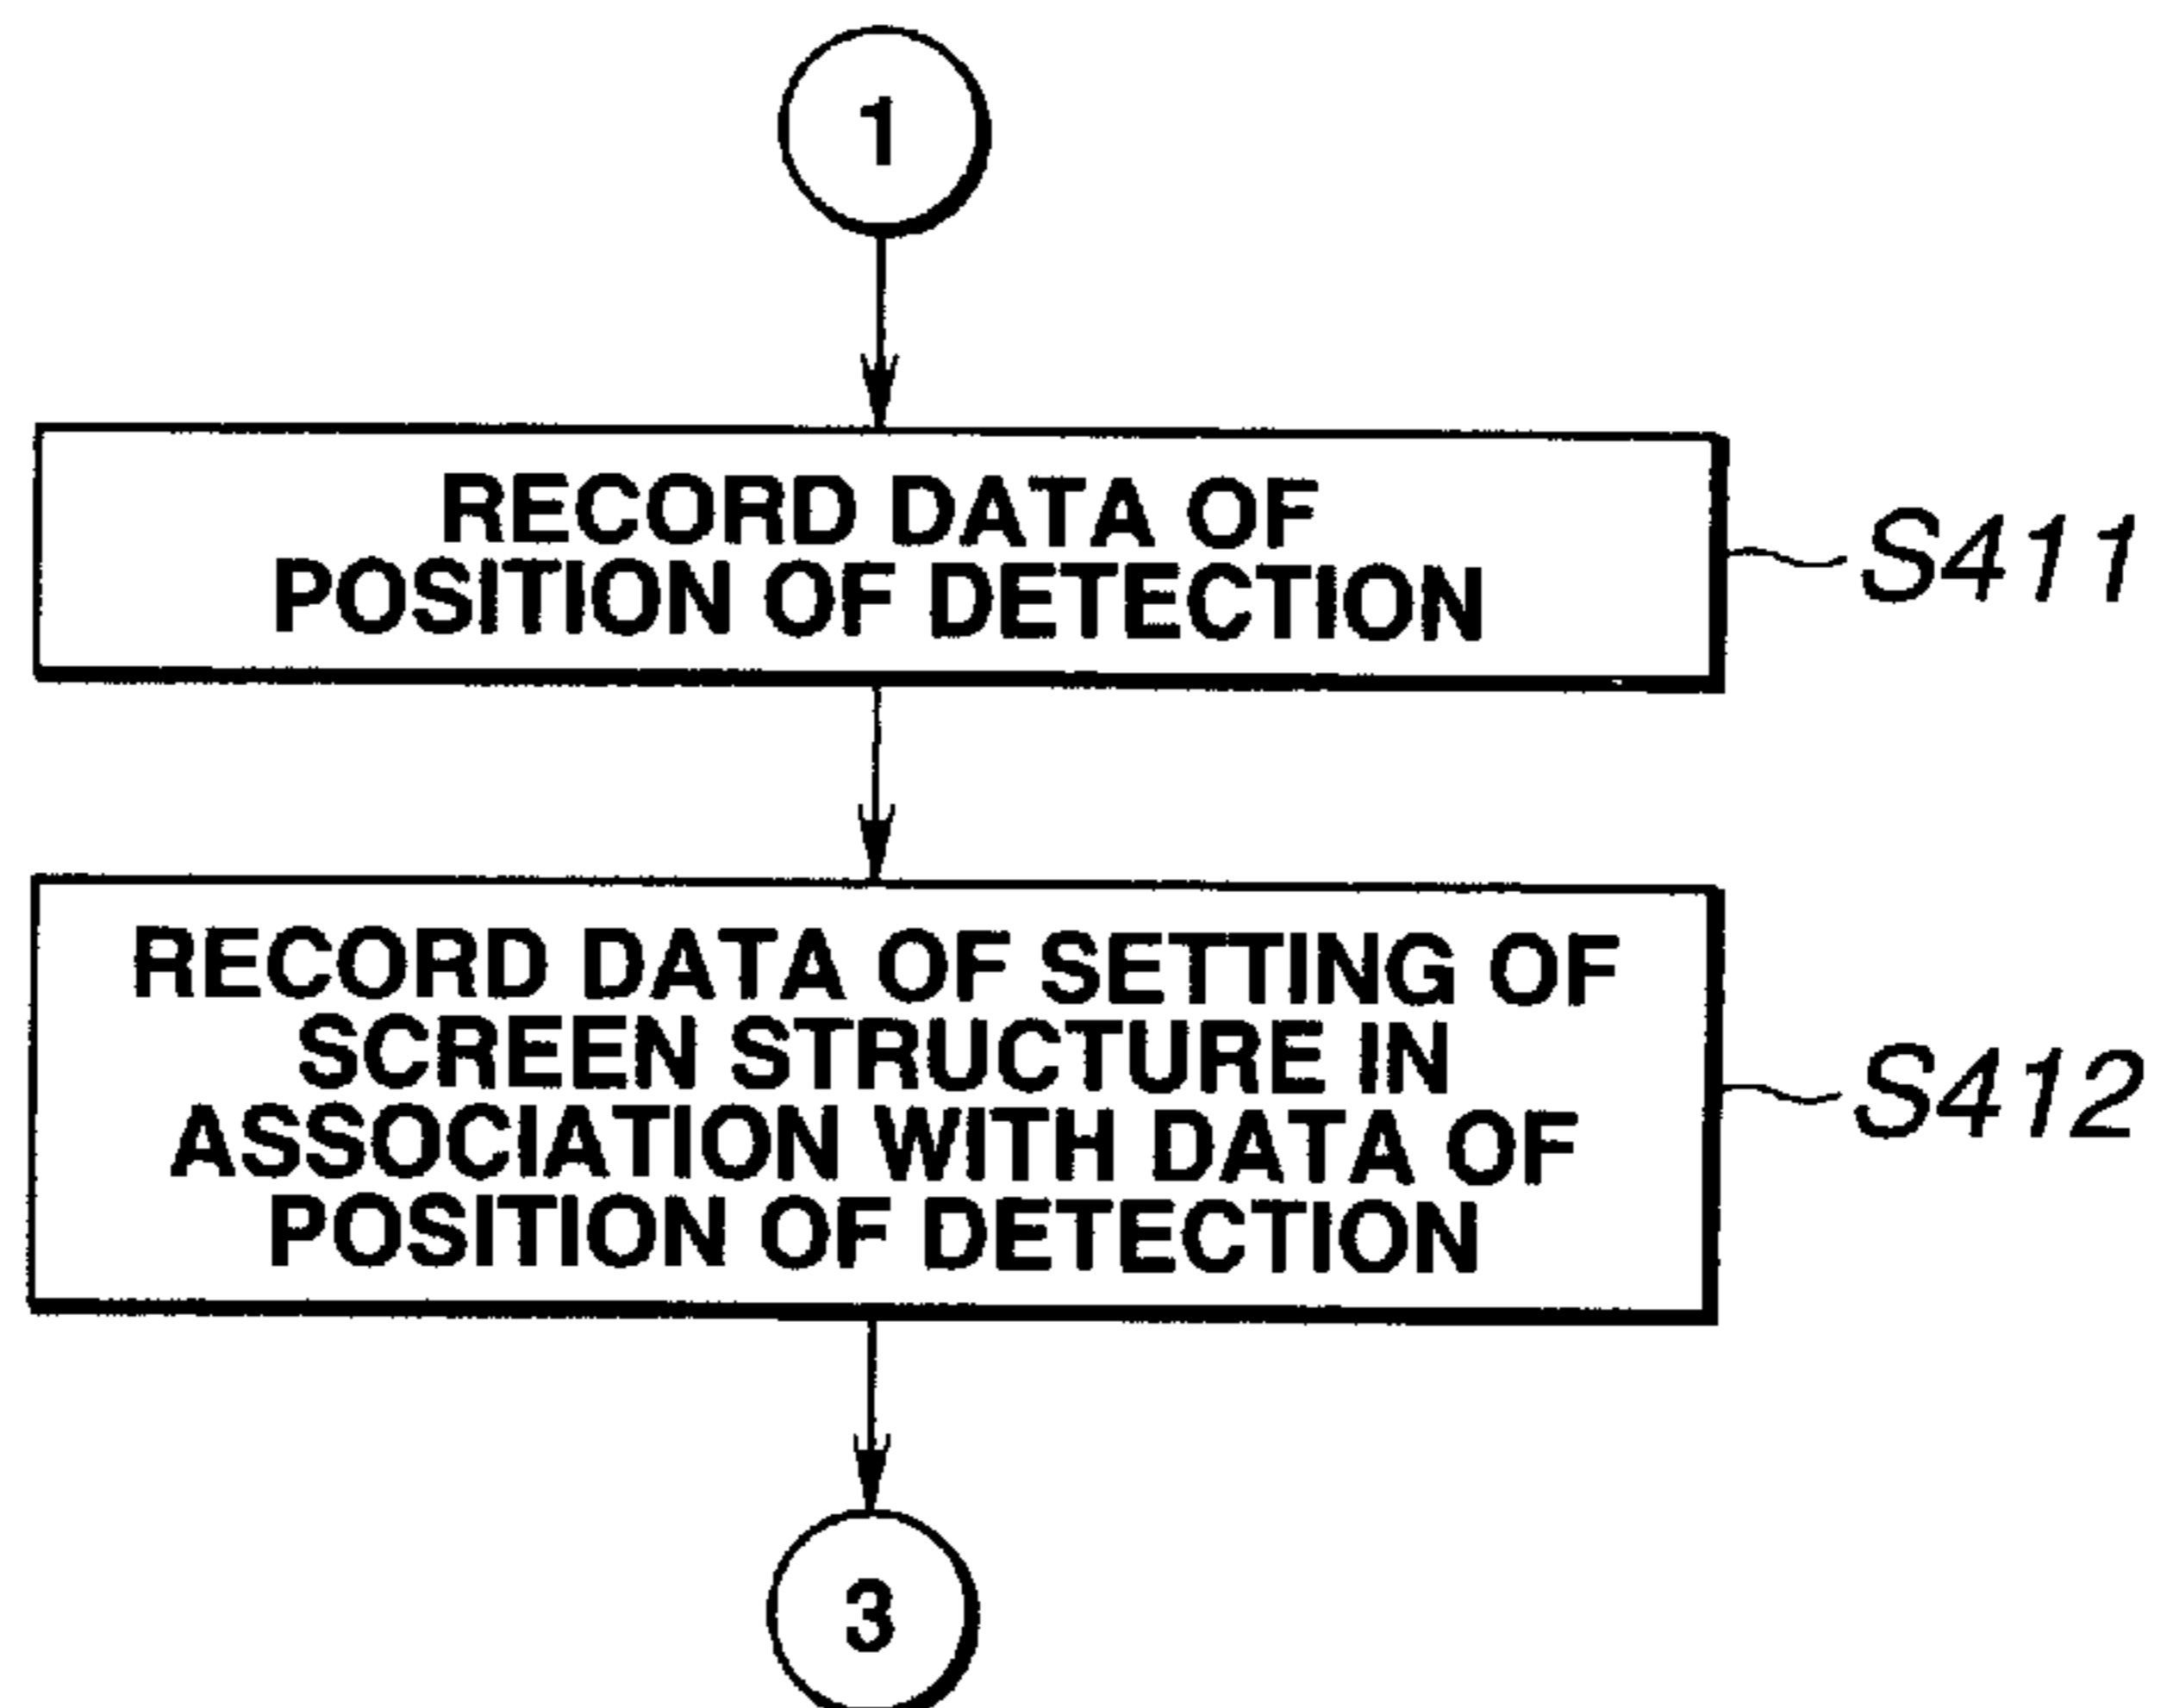 1
RECORD DATA OF
POSITION OF DETECTION
S411
RECORD DATA OF SETTING OF
SCREEN STRUCTURE IN
ASSOCIATION WITH DATA OF
POSITION OF DETECTION
S412
3